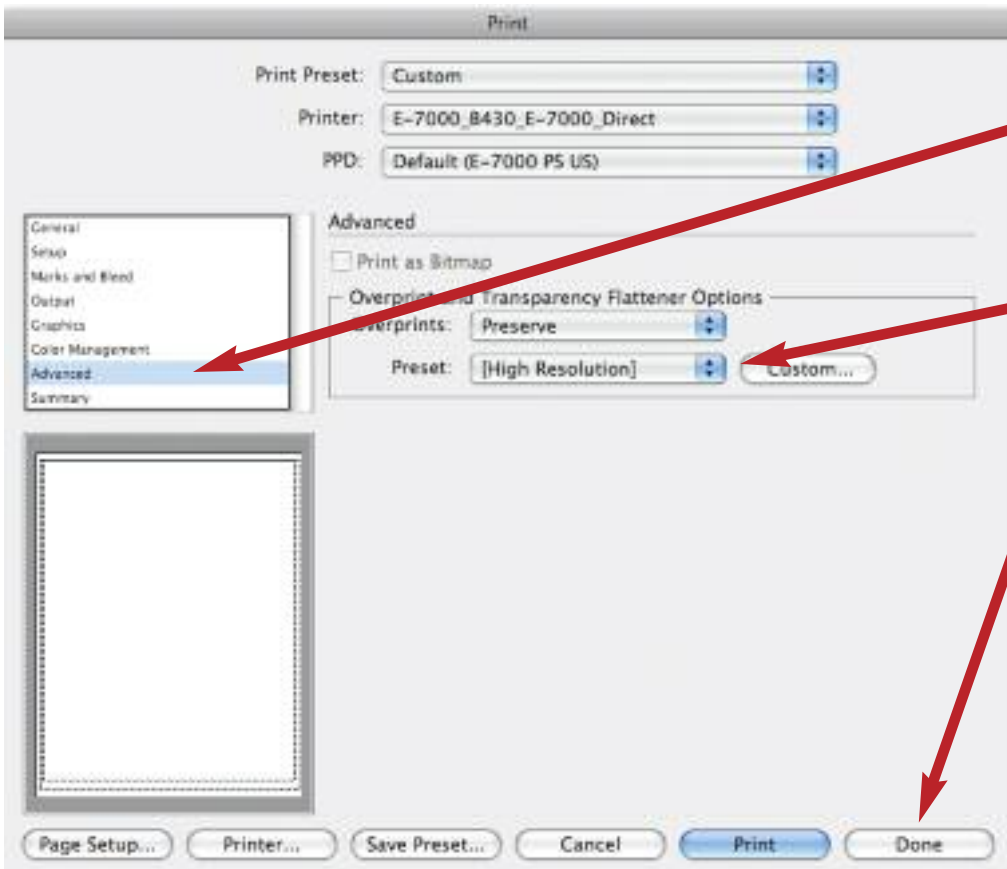 Print
Print Preset: Custom
Printer: E-7000_B430_E-7000_Direct
PPD: Default (E-7000 PS US)
General
Setup
Marks and Bleed
Output
Graphics
Color Management
Advanced
Summary
Advanced
Print as Bitmap
Overprint and Transparency Flattener Options
Overprints: Preserve
Preset: [High Resolution] Custom...
Page Setup... Printer... Save Preset... Cancel Print Done